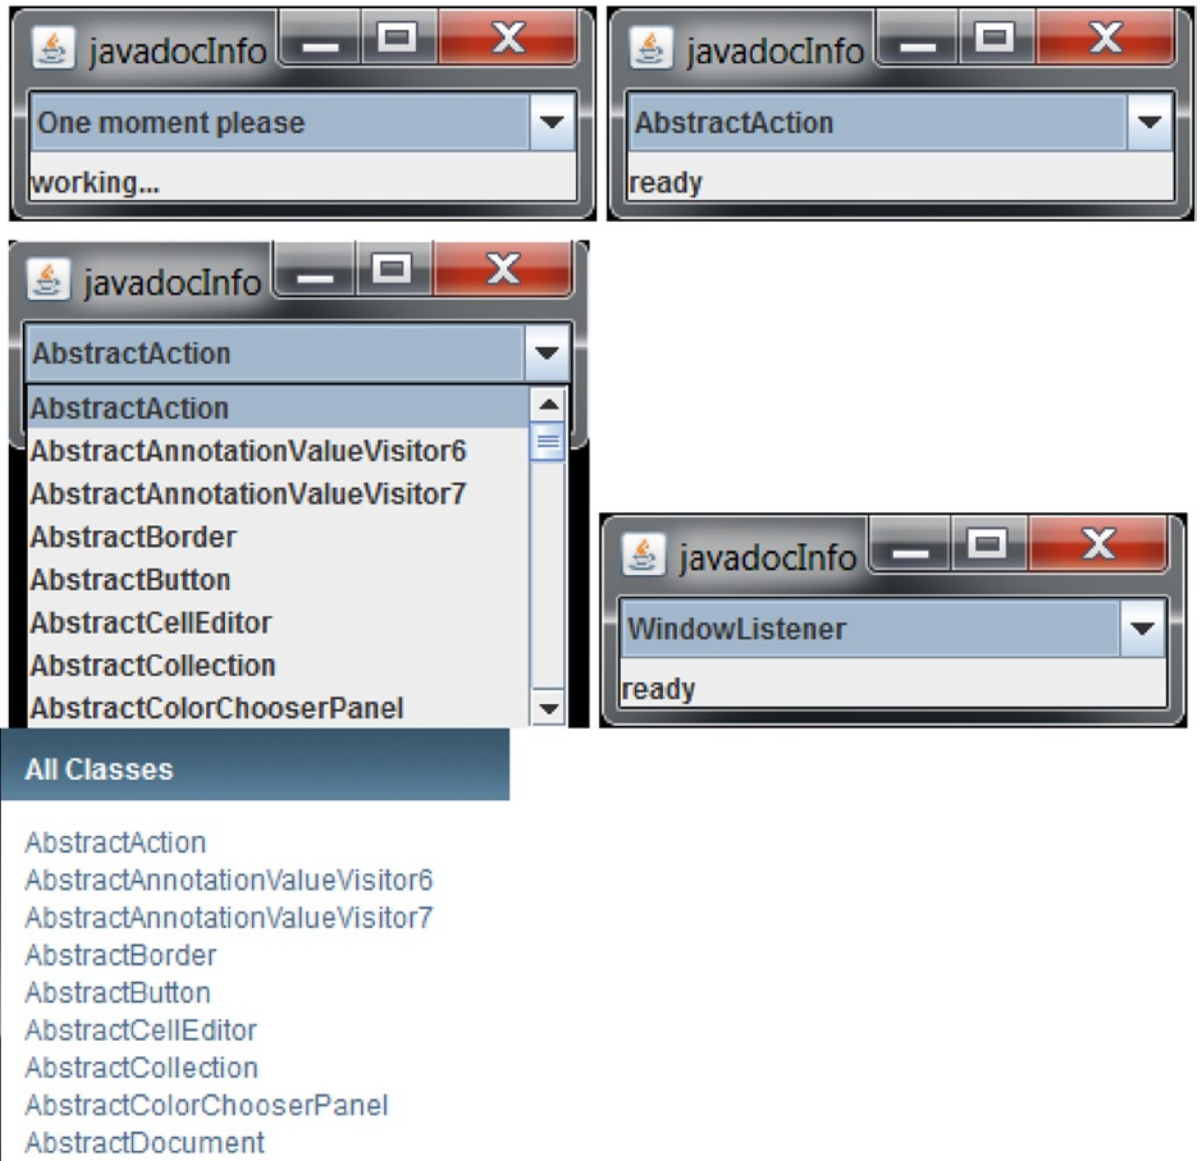 javadocInfo
One moment please
working...
javadocInfo
AbstractAction
ready
javadocInfo
AbstractAction
AbstractAction
AbstractAnnotationValueVisitor6
AbstractAnnotationValueVisitor7
AbstractBorder
AbstractButton
AbstractCellEditor
AbstractCollection
AbstractColorChooserPanel
javadocInfo
WindowListener
ready
All Classes
AbstractAction
AbstractAnnotationValueVisitor6
AbstractAnnotationValueVisitor7
AbstractBorder
AbstractButton
AbstractCellEditor
AbstractCollection
AbstractColorChooserPanel
AbstractDocument